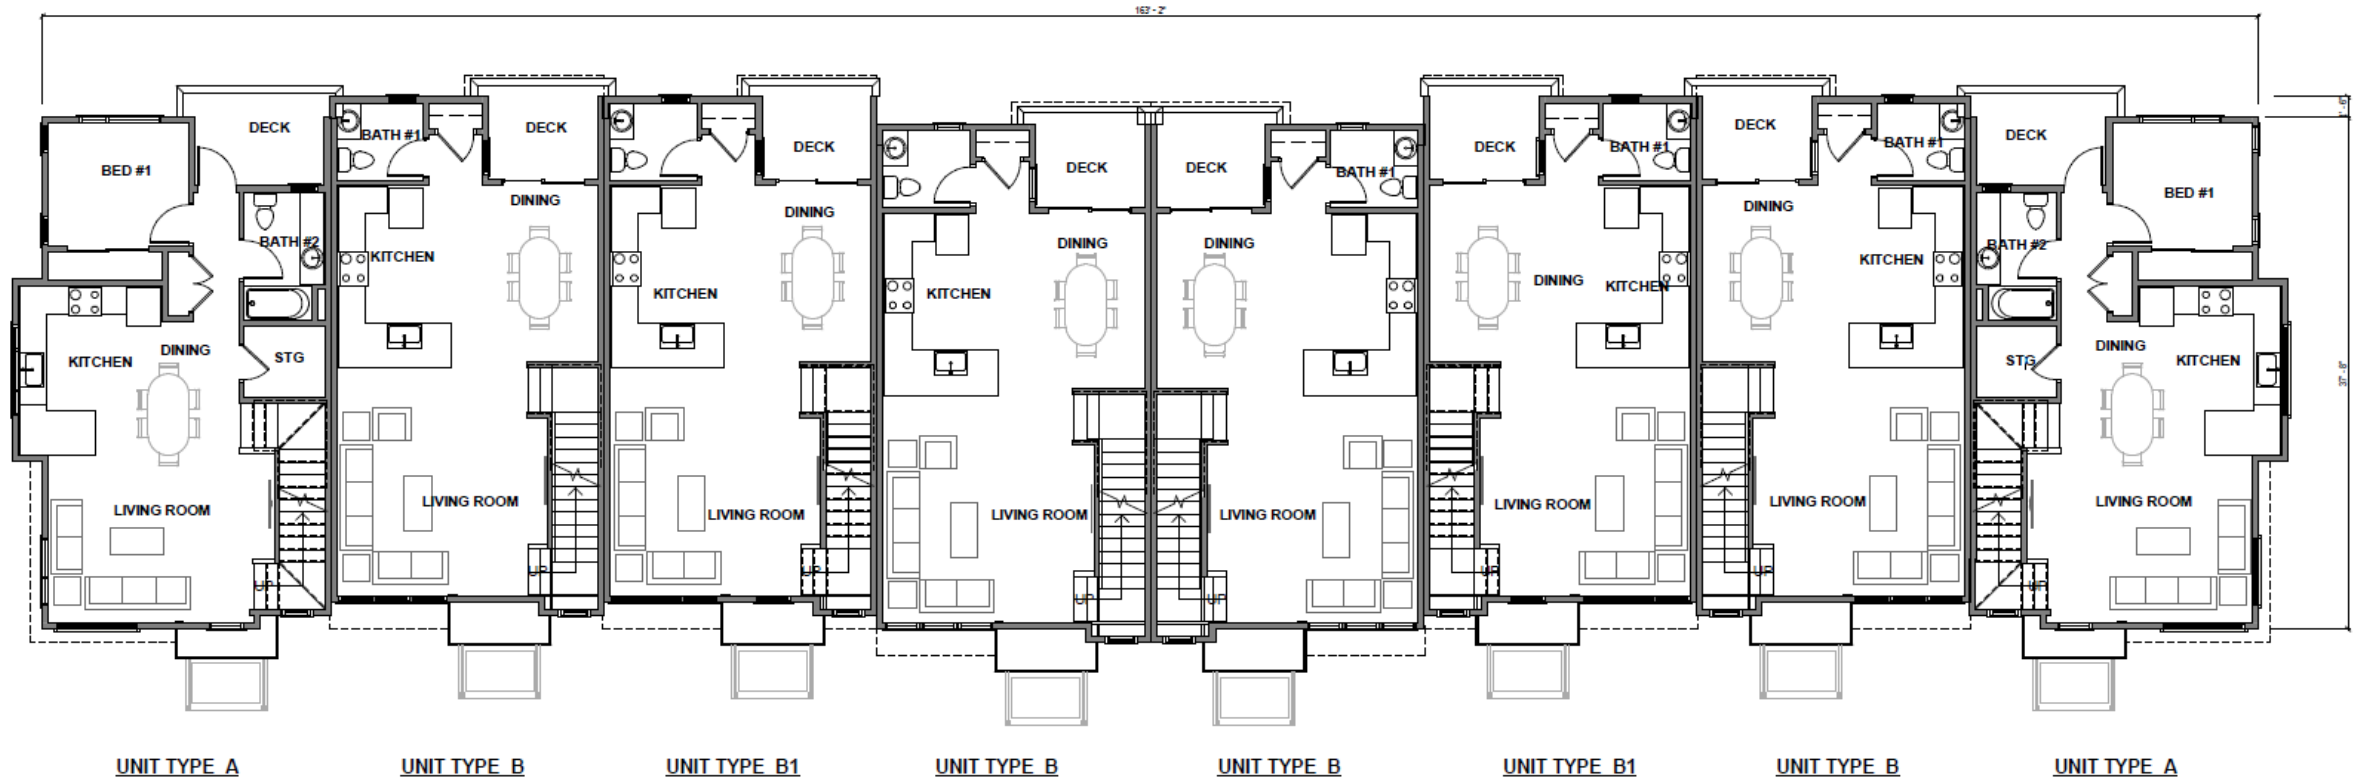 163' - 2"
DECK
BED #1
BATH #2
KITCHEN
DINING
STG
LIVING ROOM
UP
BATH #1
DECK
DINING
KITCHEN
LIVING ROOM
UP
DECK
DINING
KITCHEN
LIVING ROOM
UP
DECK
DINING
KITCHEN
LIVING ROOM
UP
DECK
BATH #1
DINING
LIVING ROOM
UP
DECK
BATH #1
DINING
KITCHEN
LIVING ROOM
UP
DECK
BATH #1
DINING
KITCHEN
LIVING ROOM
UP
DECK
BED #1
BATH #2
DINING
KITCHEN
STG
LIVING ROOM
UP
37' - 8"
UNIT TYPE A
UNIT TYPE B
UNIT TYPE B1
UNIT TYPE B
UNIT TYPE B
UNIT TYPE B1
UNIT TYPE B
UNIT TYPE A